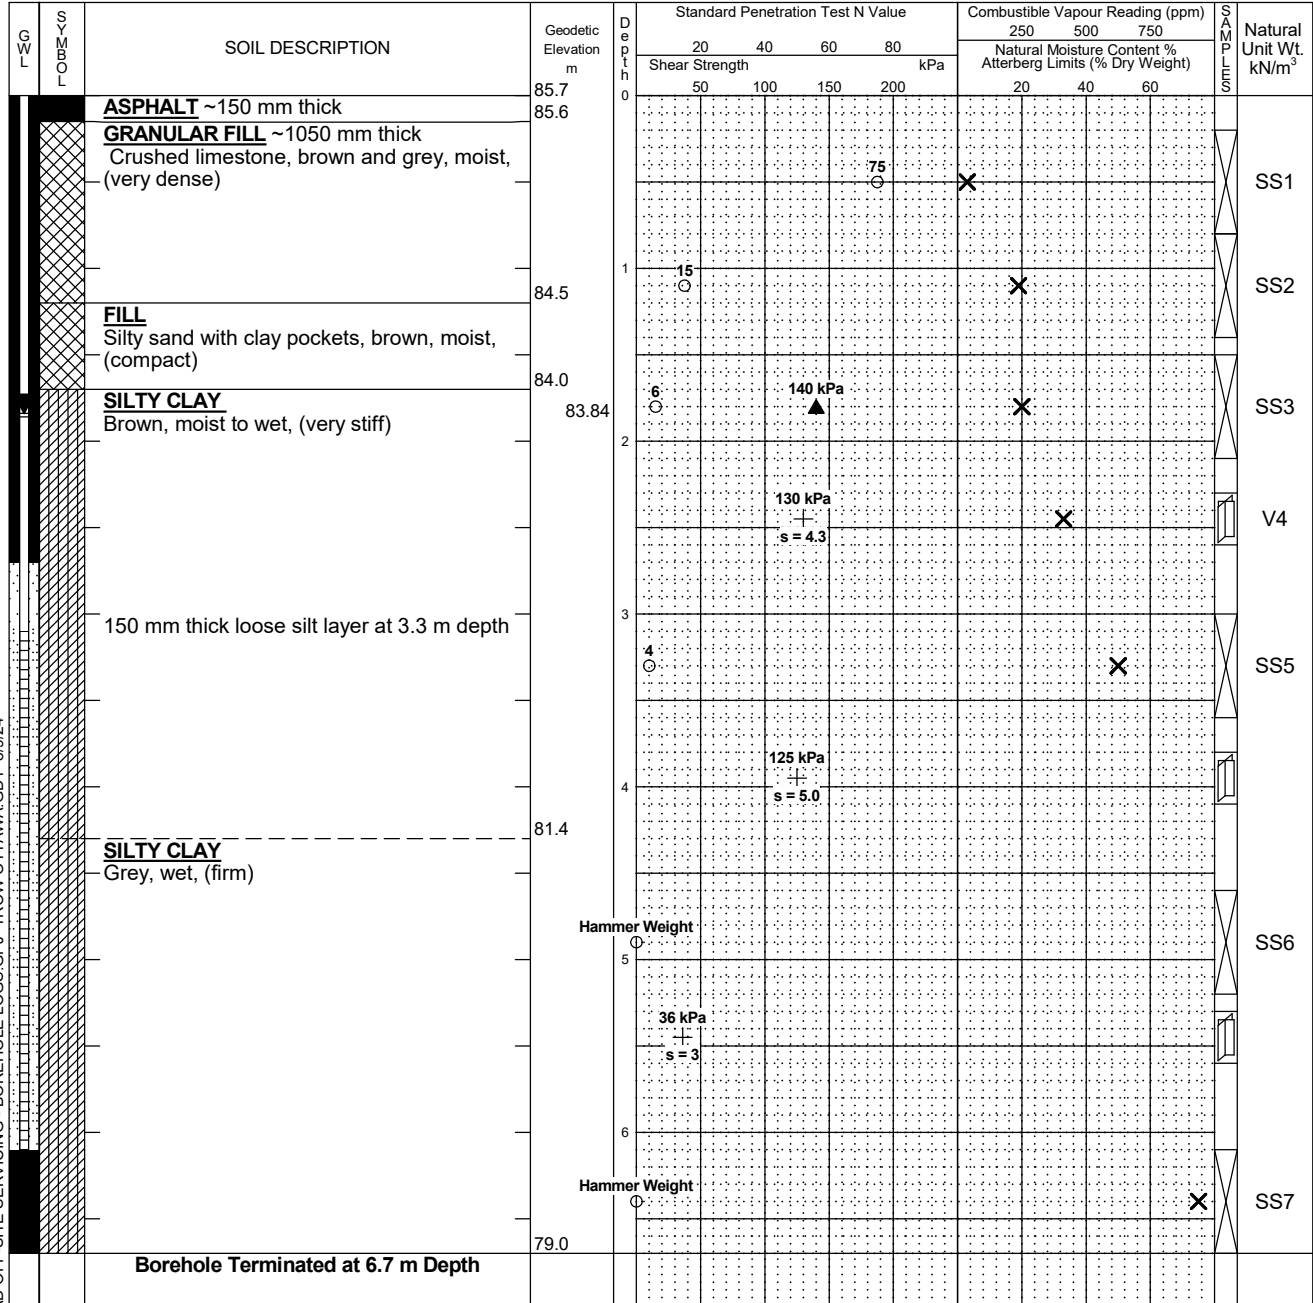 GWL
SYMBOL
SOIL DESCRIPTION
Geodetic
Elevation
m
Depth
Standard Penetration Test N Value
20 40 60 80
Shear Strength kPa
50 100 150 200
Combustible Vapour Reading (ppm)
250 500 750
Natural Moisture Content %
Atterberg Limits (% Dry Weight)
20 40 60
SAMPLES
Natural
Unit Wt.
kN/m³
85.7
0
ASPHALT ~150 mm thick
85.6
GRANULAR FILL ~1050 mm thick
Crushed limestone, brown and grey, moist,
(very dense)
75
SS1
1
15
SS2
84.5
FILL
Silty sand with clay pockets, brown, moist,
(compact)
84.0
SILTY CLAY
Brown, moist to wet, (very stiff)
83.84
6
140 kPa
SS3
2
130 kPa
s = 4.3
V4
3
150 mm thick loose silt layer at 3.3 m depth
4
SS5
125 kPa
s = 5.0
4
81.4
SILTY CLAY
Grey, wet, (firm)
Hammer Weight
SS6
5
36 kPa
s = 3
6
Hammer Weight
SS7
79.0
Borehole Terminated at 6.7 m Depth